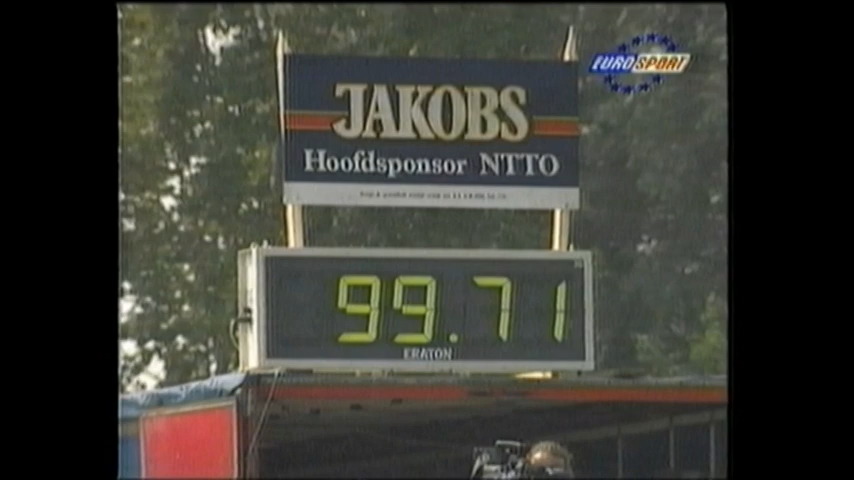 EUROSPORT
JAKOBS
Hoofdsponsor NTTO
99.71
ERATON